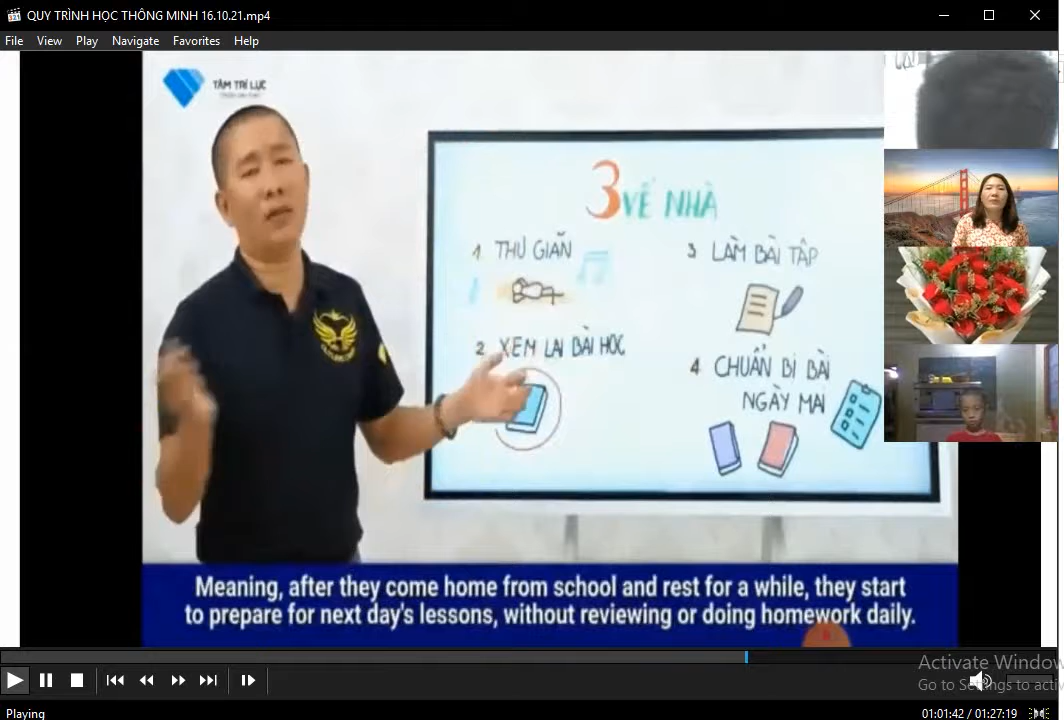 QUY TRÌNH HỌC THÔNG MINH 16.10.21.mp4
File View Play Navigate Favorites Help
TÂM TRÍ LỰC
3 VỀ NHÀ
1 THƯ GIÃN
2 XEM LẠI BÀI HỌC
3 LÀM BÀI TẬP
4 CHUẨN BỊ BÀI
NGÀY MAI
Meaning, after they come home from school and rest for a while, they start
to prepare for next day's lessons, without reviewing or doing homework daily.
Activate Window
Go to Settings to activ
Playing
01:01:42 / 01:27:19